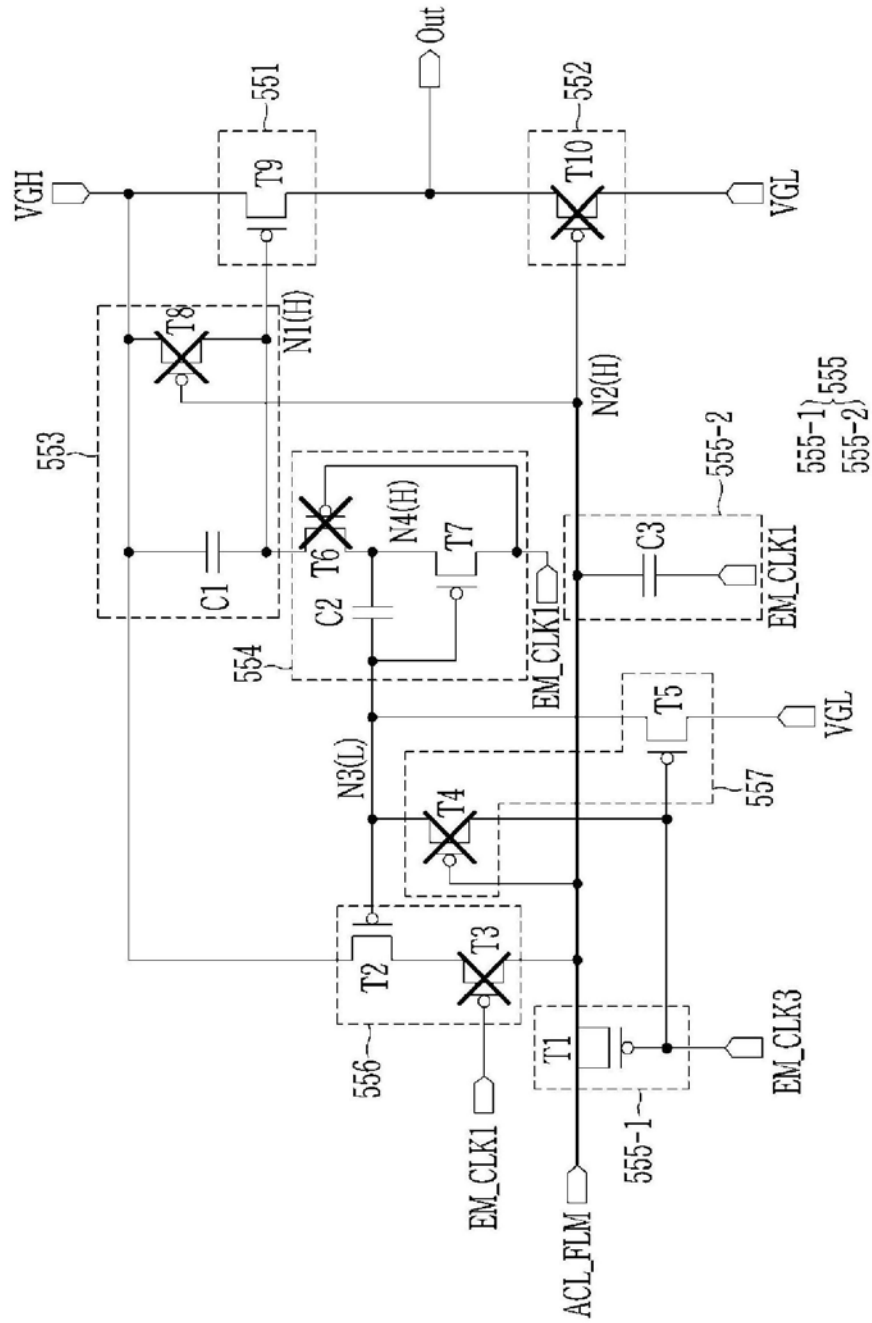 VGH
553
T8
C1
N1(H)
551
T9
Out
554
T6
C2
N4(H)
T7
EM_CLK1
N3(L)
556
T2
T3
EM_CLK1
T4
T5
557
VGL
N2(H)
552
T10
VGL
555-2
C3
EM_CLK1
555-1
555-2
555
T1
555-1
ACL_FLM
EM_CLK3